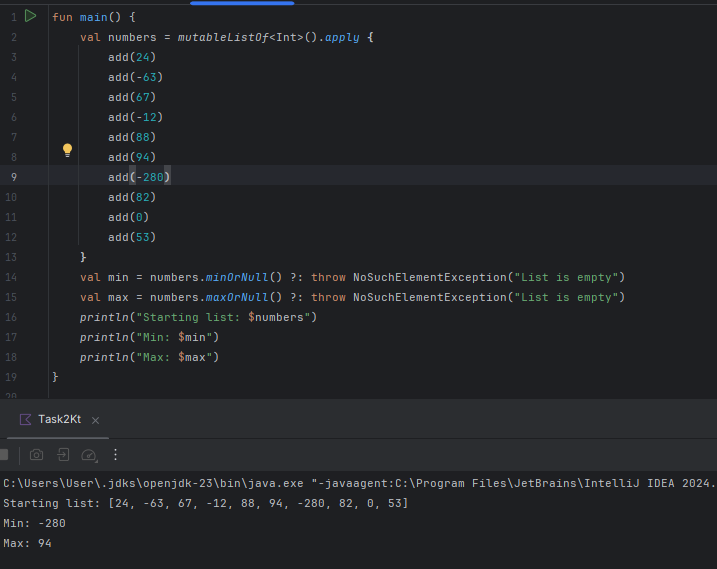 1 fun main() {
2 val numbers = mutableListOf<Int>().apply {
3 add(24)
4 add(-63)
5 add(67)
6 add(-12)
7 add(88)
8 add(94)
9 add(-280)
10 add(82)
11 add(0)
12 add(53)
13 }
14 val min = numbers.minOrNull() ?: throw NoSuchElementException("List is empty")
15 val max = numbers.maxOrNull() ?: throw NoSuchElementException("List is empty")
16 println("Starting list: $numbers")
17 println("Min: $min")
18 println("Max: $max")
19 }
20
Task2Kt
C:\Users\User\.jdks\openjdk-23\bin\java.exe "-javaagent:C:\Program Files\JetBrains\IntelliJ IDEA 2024.
Starting list: [24, -63, 67, -12, 88, 94, -280, 82, 0, 53]
Min: -280
Max: 94